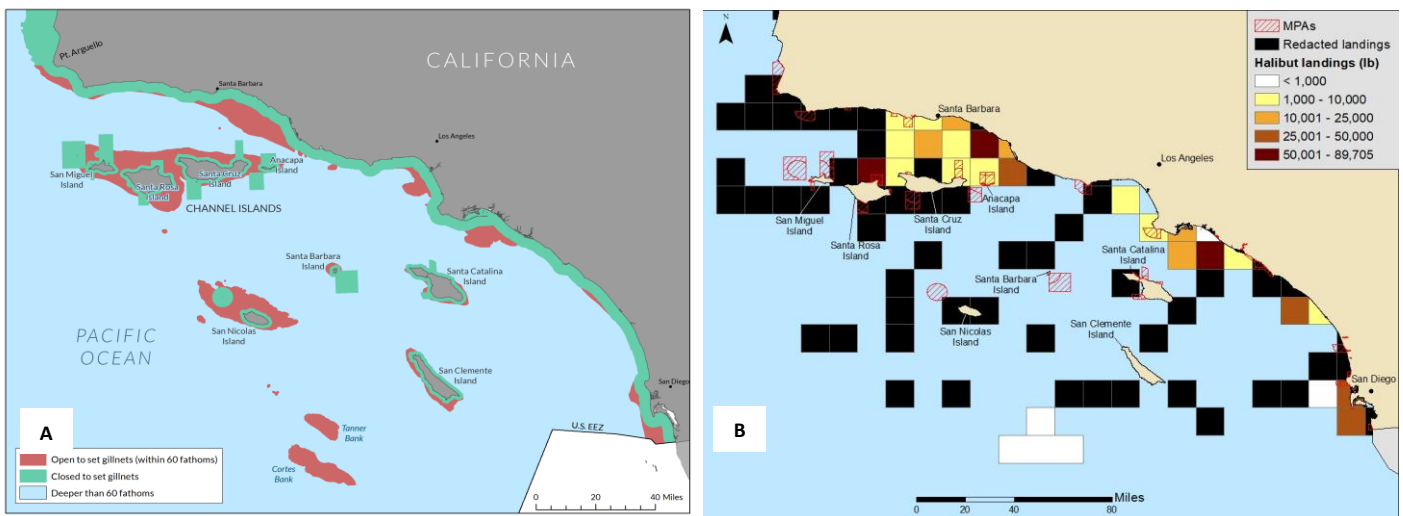 Pt. Arguello
CALIFORNIA
Santa Barbara
Los Angeles
San Miguel
Island
Santa Rosa
Island
Santa Cruz
Island
Anacapa
Island
CHANNEL ISLANDS
Santa Barbara
Island
Santa Catalina
Island
San Nicolas
Island
PACIFIC
OCEAN
San Clemente
Island
San Diego
Tanner
Bank
Cortes
Bank
U.S. EEZ
A
Open to set gillnets (within 60 fathoms)
Closed to set gillnets
Deeper than 60 fathoms
0 20 40 Miles
N
MPAs
Redacted landings
Halibut landings (lb)
< 1,000
1,000 - 10,000
10,001 - 25,000
25,001 - 50,000
50,001 - 89,705
Santa Barbara
Los Angeles
San Miguel
Island
Santa Rosa
Island
Santa Cruz
Island
Anacapa
Island
Santa Catalina
Island
Santa Barbara
Island
San Nicolas
Island
San Clemente
Island
San Diego
B
Miles
0 20 40 80